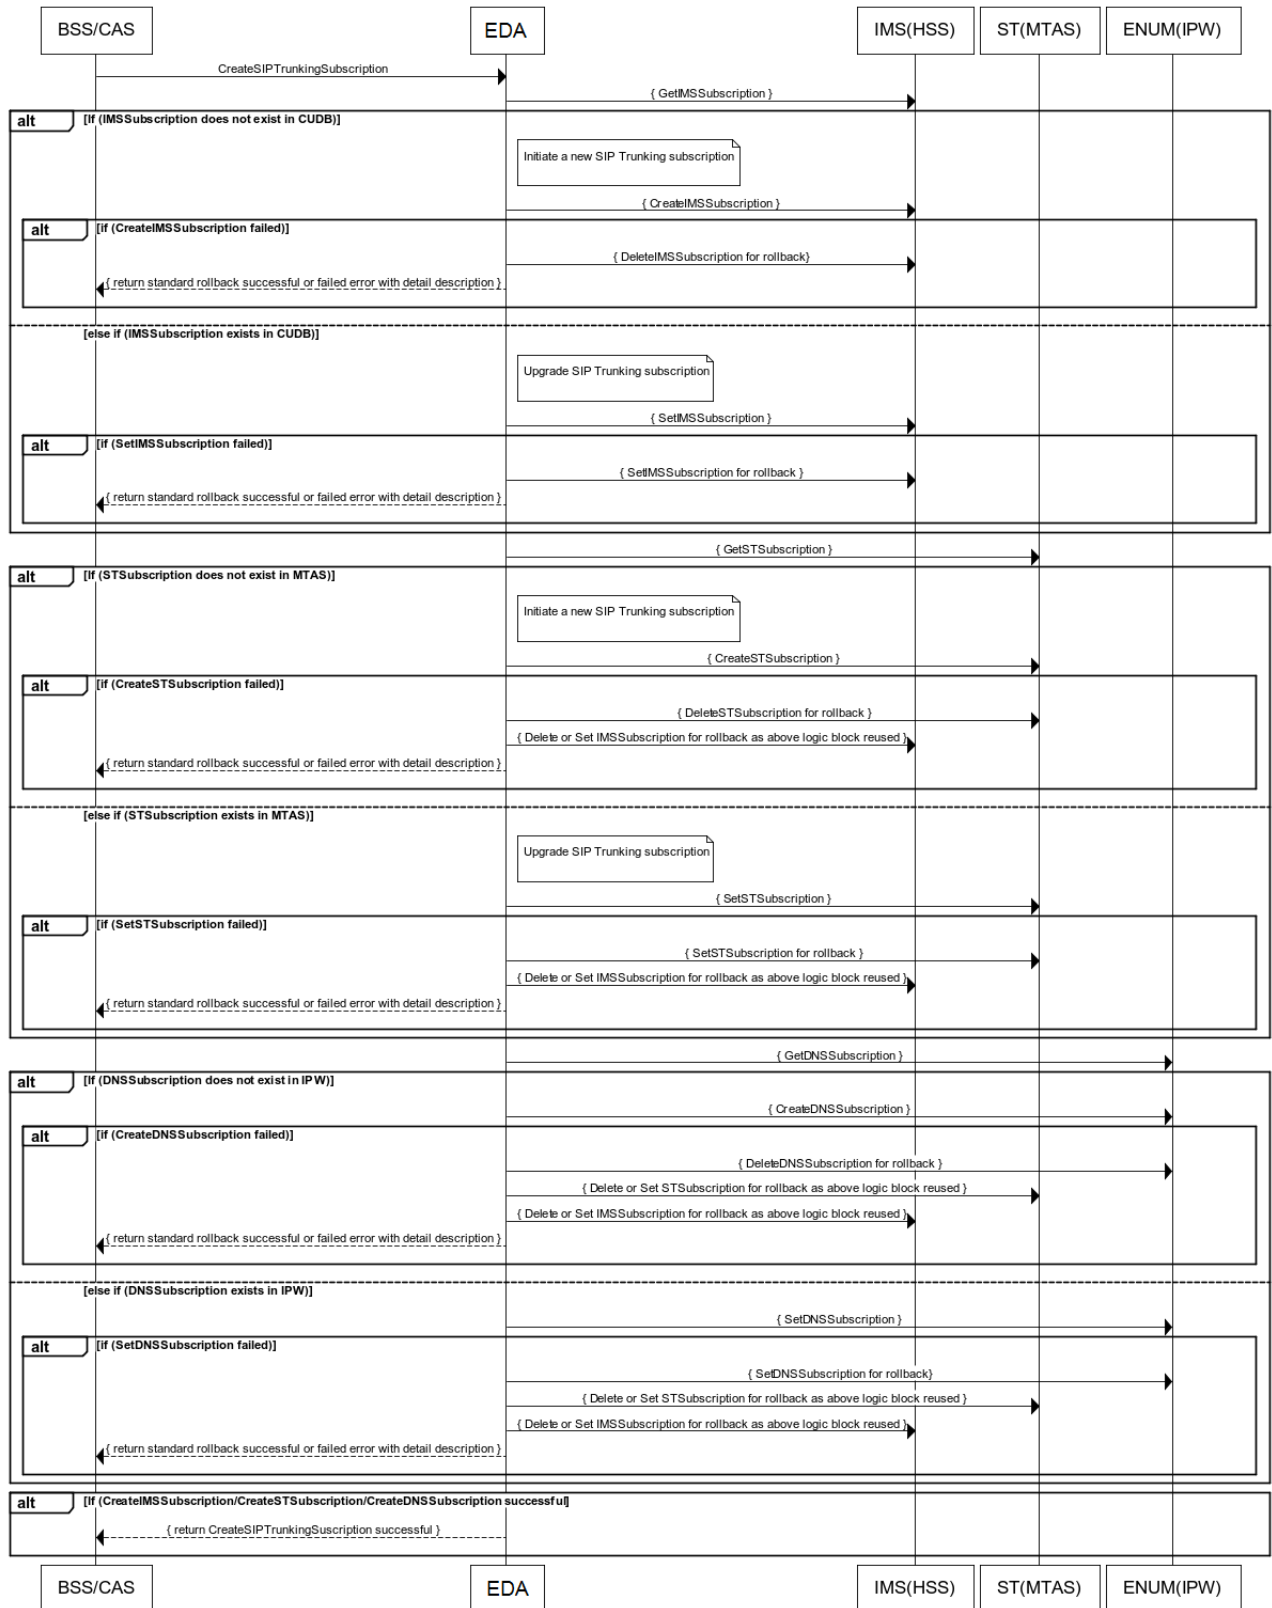 BSS/CAS EDA IMS(HSS) ST(MTAS) ENUM(IPW)
CreateSIPTrunkingSubscription
{ GetIMSSubscription }
alt [If (IMSSubscription does not exist in CUDB)]
Initiate a new SIP Trunking subscription
{ CreateIMSSubscription }
alt [if (CreateIMSSubscription failed)]
{ DeleteIMSSubscription for rollback}
{ return standard rollback successful or failed error with detail description }
[else if (IMSSubscription exists in CUDB)]
Upgrade SIP Trunking subscription
{ SetIMSSubscription }
alt [if (SetIMSSubscription failed)]
{ SetIMSSubscription for rollback }
{ return standard rollback successful or failed error with detail description }
{ GetSTSubscription }
alt [If (STSubscription does not exist in MTAS)]
Initiate a new SIP Trunking subscription
{ CreateSTSubscription }
alt [if (CreateSTSubscription failed)]
{ DeleteSTSubscription for rollback }
{ Delete or Set IMSSubscription for rollback as above logic block reused }
{ return standard rollback successful or failed error with detail description }
[else if (STSubscription exists in MTAS)]
Upgrade SIP Trunking subscription
{ SetSTSubscription }
alt [if (SetSTSubscription failed)]
{ SetSTSubscription for rollback }
{ Delete or Set IMSSubscription for rollback as above logic block reused }
{ return standard rollback successful or failed error with detail description }
{ GetDNSSubscription }
alt [If (DNSSubscription does not exist in IPW)]
{ CreateDNSSubscription }
alt [if (CreateDNSSubscription failed)]
{ DeleteDNSSubscription for rollback }
{ Delete or Set STSubscription for rollback as above logic block reused }
{ Delete or Set IMSSubscription for rollback as above logic block reused }
{ return standard rollback successful or failed error with detail description }
[else if (DNSSubscription exists in IPW)]
{ SetDNSSubscription }
alt [if (SetDNSSubscription failed)]
{ SetDNSSubscription for rollback}
{ Delete or Set STSubscription for rollback as above logic block reused }
{ Delete or Set IMSSubscription for rollback as above logic block reused }
{ return standard rollback successful or failed error with detail description }
alt [If (CreateIMSSubscription/CreateSTSubscription/CreateDNSSubscription successful]
{ return CreateSIPTrunkingSuscription successful }
BSS/CAS EDA IMS(HSS) ST(MTAS) ENUM(IPW)